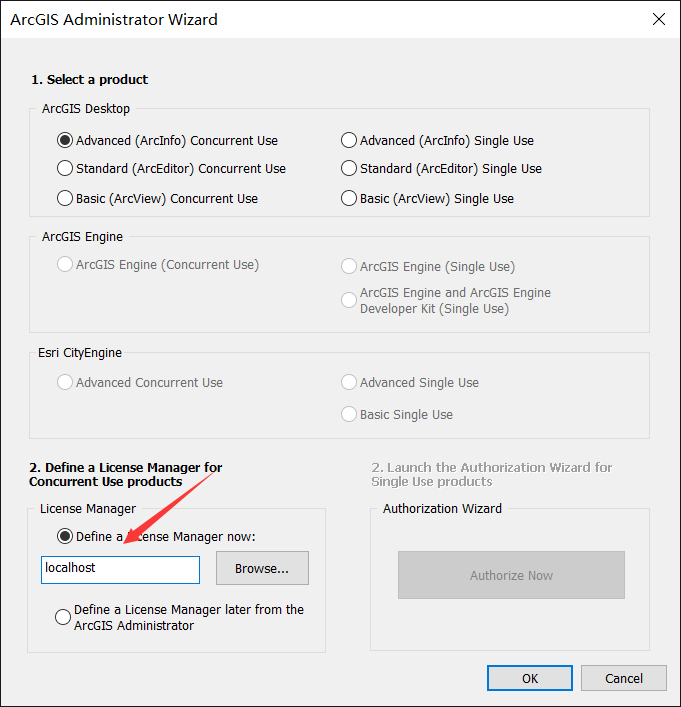 ArcGIS Administrator Wizard
1. Select a product
ArcGIS Desktop
Advanced (ArcInfo) Concurrent Use
Advanced (ArcInfo) Single Use
Standard (ArcEditor) Concurrent Use
Standard (ArcEditor) Single Use
Basic (ArcView) Concurrent Use
Basic (ArcView) Single Use
ArcGIS Engine
ArcGIS Engine (Concurrent Use)
ArcGIS Engine (Single Use)
ArcGIS Engine and ArcGIS Engine
Developer Kit (Single Use)
Esri CityEngine
Advanced Concurrent Use
Advanced Single Use
Basic Single Use
2. Define a License Manager for
Concurrent Use products
License Manager
Define a License Manager now:
localhost
Browse...
Define a License Manager later from the
ArcGIS Administrator
2. Launch the Authorization Wizard for
Single Use products
Authorization Wizard
Authorize Now
OK
Cancel